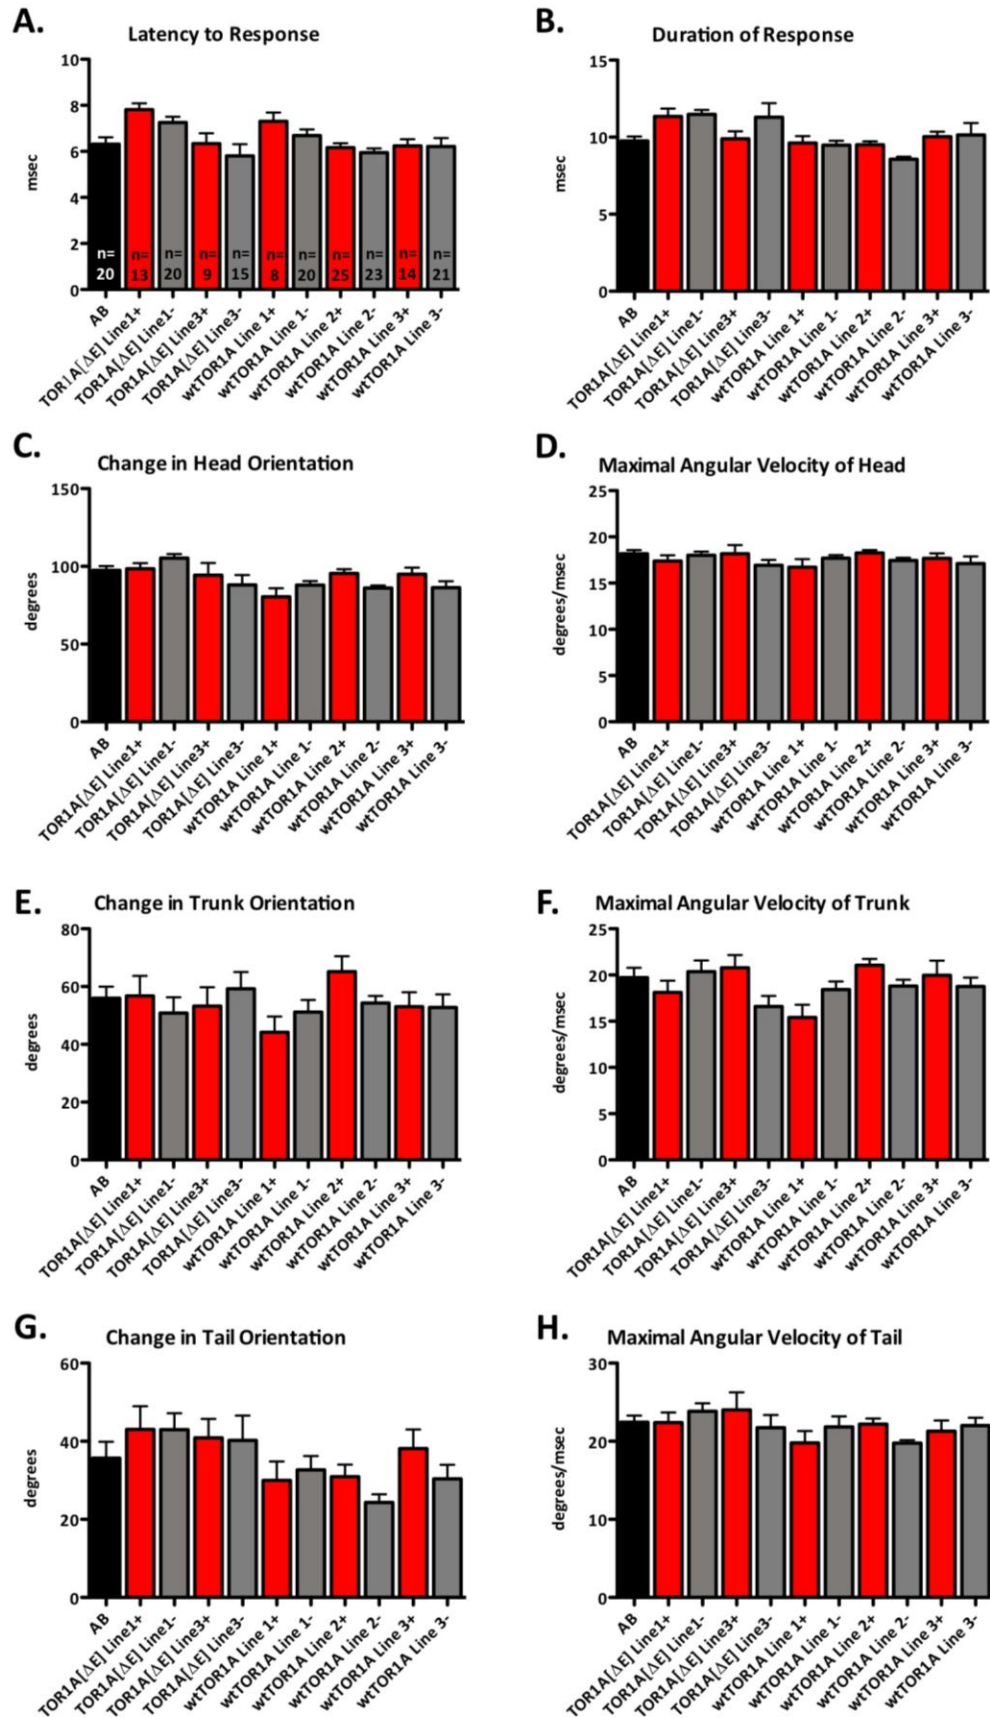 A.
Latency to Response
10
8
6
4
2
0
msec
n= n= n= n= n= n= n= n= n= n= n=
20 13 20 9 15 8 20 25 23 14 21
AB
TOR1A[ΔE] Line1+
TOR1A[ΔE] Line1-
TOR1A[ΔE] Line3+
TOR1A[ΔE] Line3-
wtTOR1A Line 1+
wtTOR1A Line 1-
wtTOR1A Line 2+
wtTOR1A Line 2-
wtTOR1A Line 3+
wtTOR1A Line 3-
B.
Duration of Response
15
10
5
0
msec
AB
TOR1A[ΔE] Line1+
TOR1A[ΔE] Line1-
TOR1A[ΔE] Line3+
TOR1A[ΔE] Line3-
wtTOR1A Line 1+
wtTOR1A Line 1-
wtTOR1A Line 2+
wtTOR1A Line 2-
wtTOR1A Line 3+
wtTOR1A Line 3-
C.
Change in Head Orientation
150
100
50
0
degrees
AB
TOR1A[ΔE] Line1+
TOR1A[ΔE] Line1-
TOR1A[ΔE] Line3+
TOR1A[ΔE] Line3-
wtTOR1A Line 1+
wtTOR1A Line 1-
wtTOR1A Line 2+
wtTOR1A Line 2-
wtTOR1A Line 3+
wtTOR1A Line 3-
D.
Maximal Angular Velocity of Head
25
20
15
10
5
0
degrees/msec
AB
TOR1A[ΔE] Line1+
TOR1A[ΔE] Line1-
TOR1A[ΔE] Line3+
TOR1A[ΔE] Line3-
wtTOR1A Line 1+
wtTOR1A Line 1-
wtTOR1A Line 2+
wtTOR1A Line 2-
wtTOR1A Line 3+
wtTOR1A Line 3-
E.
Change in Trunk Orientation
80
60
40
20
0
degrees
AB
TOR1A[ΔE] Line1+
TOR1A[ΔE] Line1-
TOR1A[ΔE] Line3+
TOR1A[ΔE] Line3-
wtTOR1A Line 1+
wtTOR1A Line 1-
wtTOR1A Line 2+
wtTOR1A Line 2-
wtTOR1A Line 3+
wtTOR1A Line 3-
F.
Maximal Angular Velocity of Trunk
25
20
15
10
5
0
degrees/msec
AB
TOR1A[ΔE] Line1+
TOR1A[ΔE] Line1-
TOR1A[ΔE] Line3+
TOR1A[ΔE] Line3-
wtTOR1A Line 1+
wtTOR1A Line 1-
wtTOR1A Line 2+
wtTOR1A Line 2-
wtTOR1A Line 3+
wtTOR1A Line 3-
G.
Change in Tail Orientation
60
40
20
0
degrees
AB
TOR1A[ΔE] Line1+
TOR1A[ΔE] Line1-
TOR1A[ΔE] Line3+
TOR1A[ΔE] Line3-
wtTOR1A Line 1+
wtTOR1A Line 1-
wtTOR1A Line 2+
wtTOR1A Line 2-
wtTOR1A Line 3+
wtTOR1A Line 3-
H.
Maximal Angular Velocity of Tail
30
20
10
0
degrees/msec
AB
TOR1A[ΔE] Line1+
TOR1A[ΔE] Line1-
TOR1A[ΔE] Line3+
TOR1A[ΔE] Line3-
wtTOR1A Line 1+
wtTOR1A Line 1-
wtTOR1A Line 2+
wtTOR1A Line 2-
wtTOR1A Line 3+
wtTOR1A Line 3-